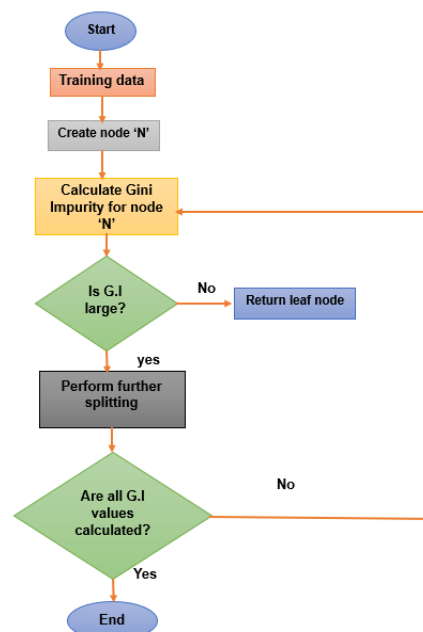 Start
Training data
Create node ‘N’
Calculate Gini
Impurity for node
‘N’
Is G.I
large?
No
Return leaf node
yes
Perform further
splitting
Are all G.I
values
calculated?
No
Yes
End